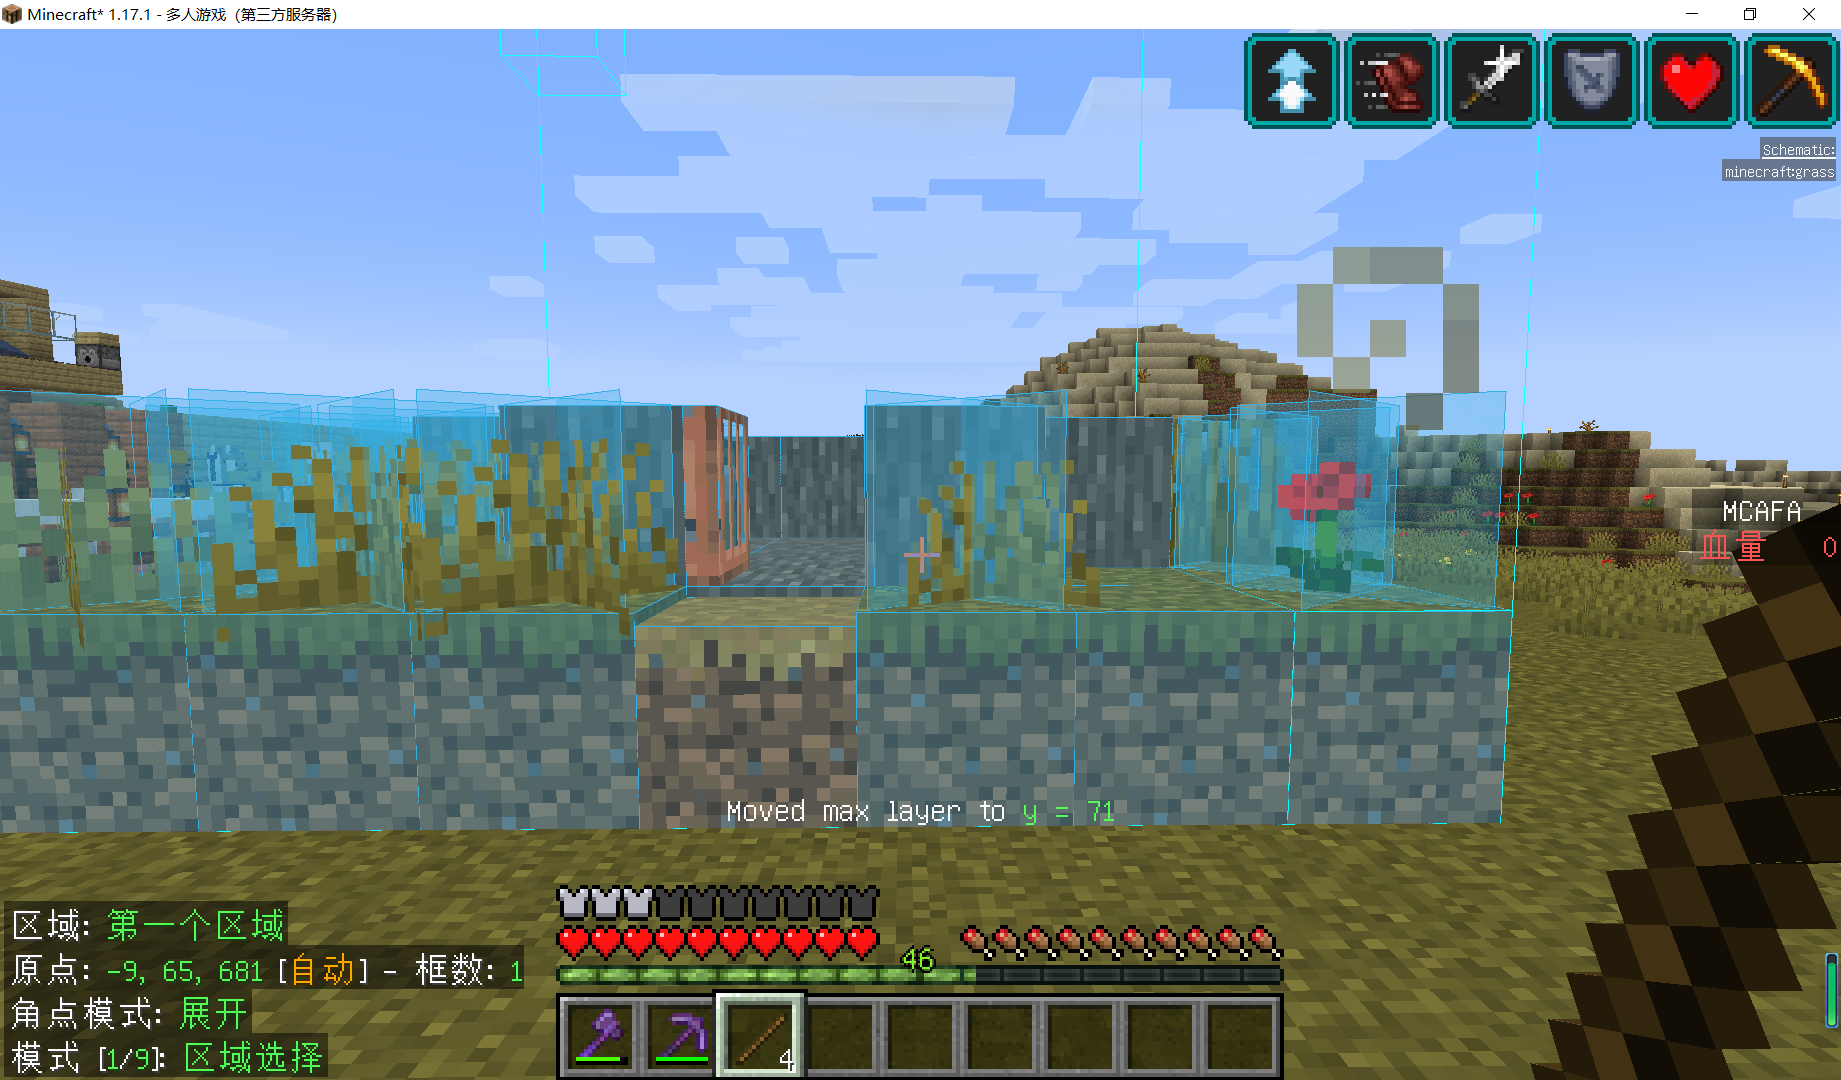 Minecraft* 1.17.1 - 多人游戏 (第三方服务器)
Schematic:
minecraft:grass
MCAFA
血量 0
Moved max layer to y = 71
区域: 第一个区域
原点: -9, 65, 681 [自动] - 框数: 1
角点模式: 展开
模式 [1/9]: 区域选择
46
4